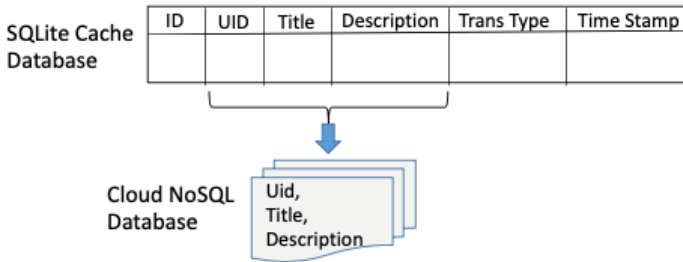 SQLite Cache
Database
ID UID Title Description Trans Type Time Stamp
Cloud NoSQL
Database
Uid,
Title,
Description